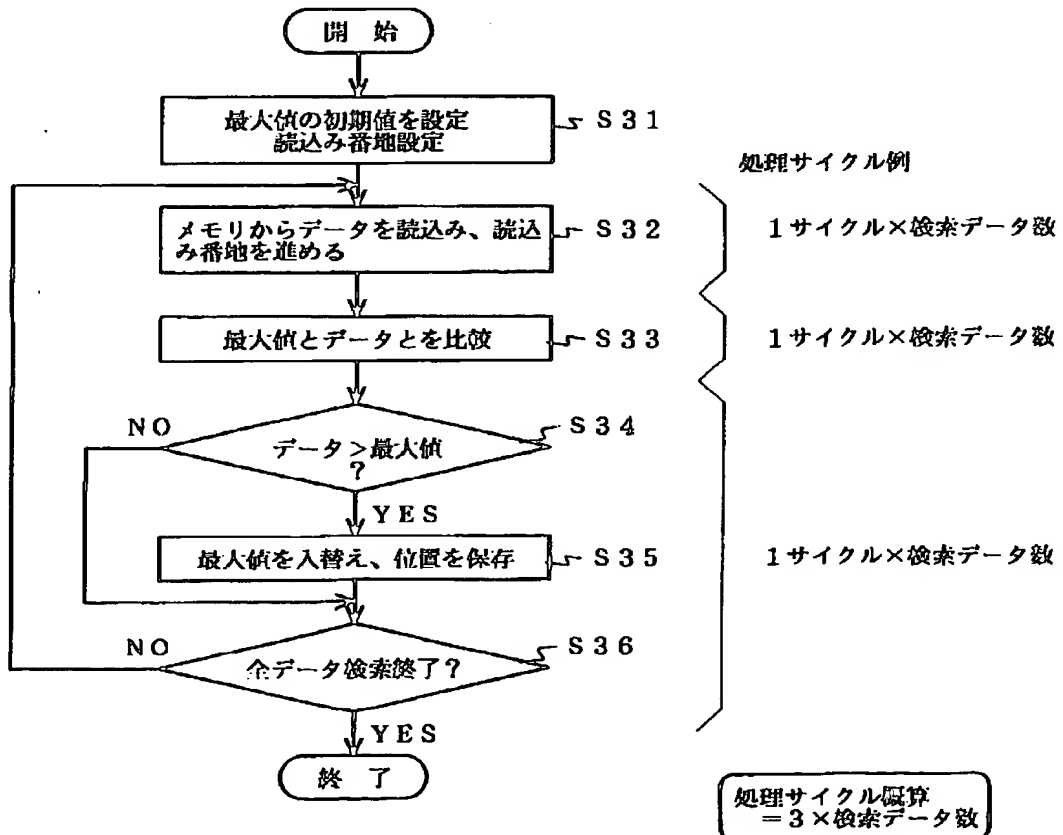 開 始
最大値の初期値を設定
読込み番地設定
S31
処理サイクル例
メモリからデータを読込み、読込
み番地を進める
S32
1サイクル×検索データ数
最大値とデータとを比較
S33
1サイクル×検索データ数
NO
データ>最大値
?
S34
YES
最大値を入替え、位置を保存
S35
1サイクル×検索データ数
NO
全データ検索終了?
S36
YES
終 了
処理サイクル概算
=3×検索データ数